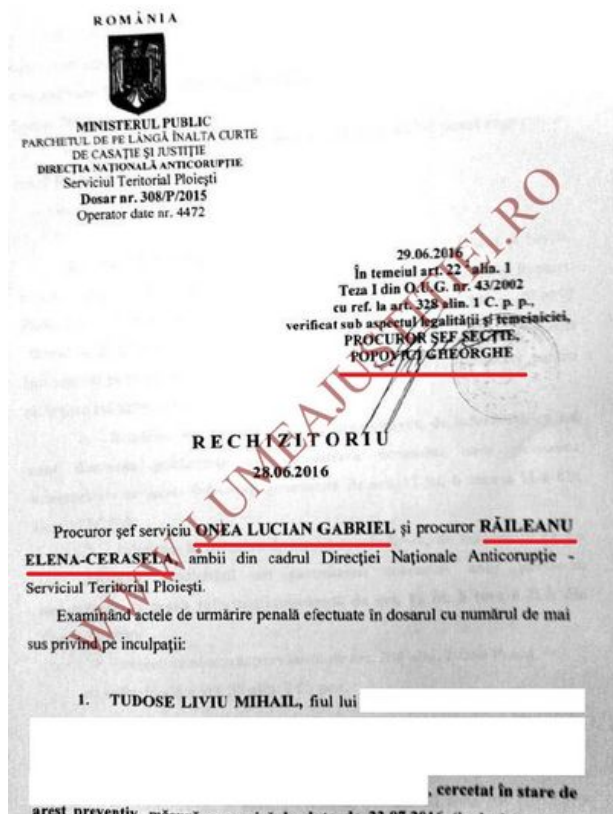 ROMÂNIA
MINISTERUL PUBLIC
PARCHETUL DE PE LÂNGĂ ÎNALTA CURTE
DE CASAȚIE ȘI JUSTIȚIE
DIRECȚIA NAȚIONALĂ ANTICORUPȚIE
Serviciul Teritorial Ploiești
Dosar nr. 308/P/2015
Operator date nr. 4472
29.06.2016
În temeiul art. 22 alin. 1
Teza I din O.U.G. nr. 43/2002
cu ref. la art. 328 alin. 1 C. p. p.,
verificat sub aspectul legalității și temeiniciei,
PROCUROR ȘEF SECȚIE,
POPOVICI GHEORGHE
RECHIZITORIU
28.06.2016
Procuror șef serviciu ONEA LUCIAN GABRIEL și procuror RĂILEANU
ELENA-CERASELA, ambii din cadrul Direcției Naționale Anticorupție -
Serviciul Teritorial Ploiești.
Examinând actele de urmărire penală efectuate în dosarul cu numărul de mai
sus privind pe inculpații:
1. TUDOSE LIVIU MIHAIL, fiul lui
, cercetat în stare de
arest preventiv
WWW.LUMEAJUSTITIEI.RO